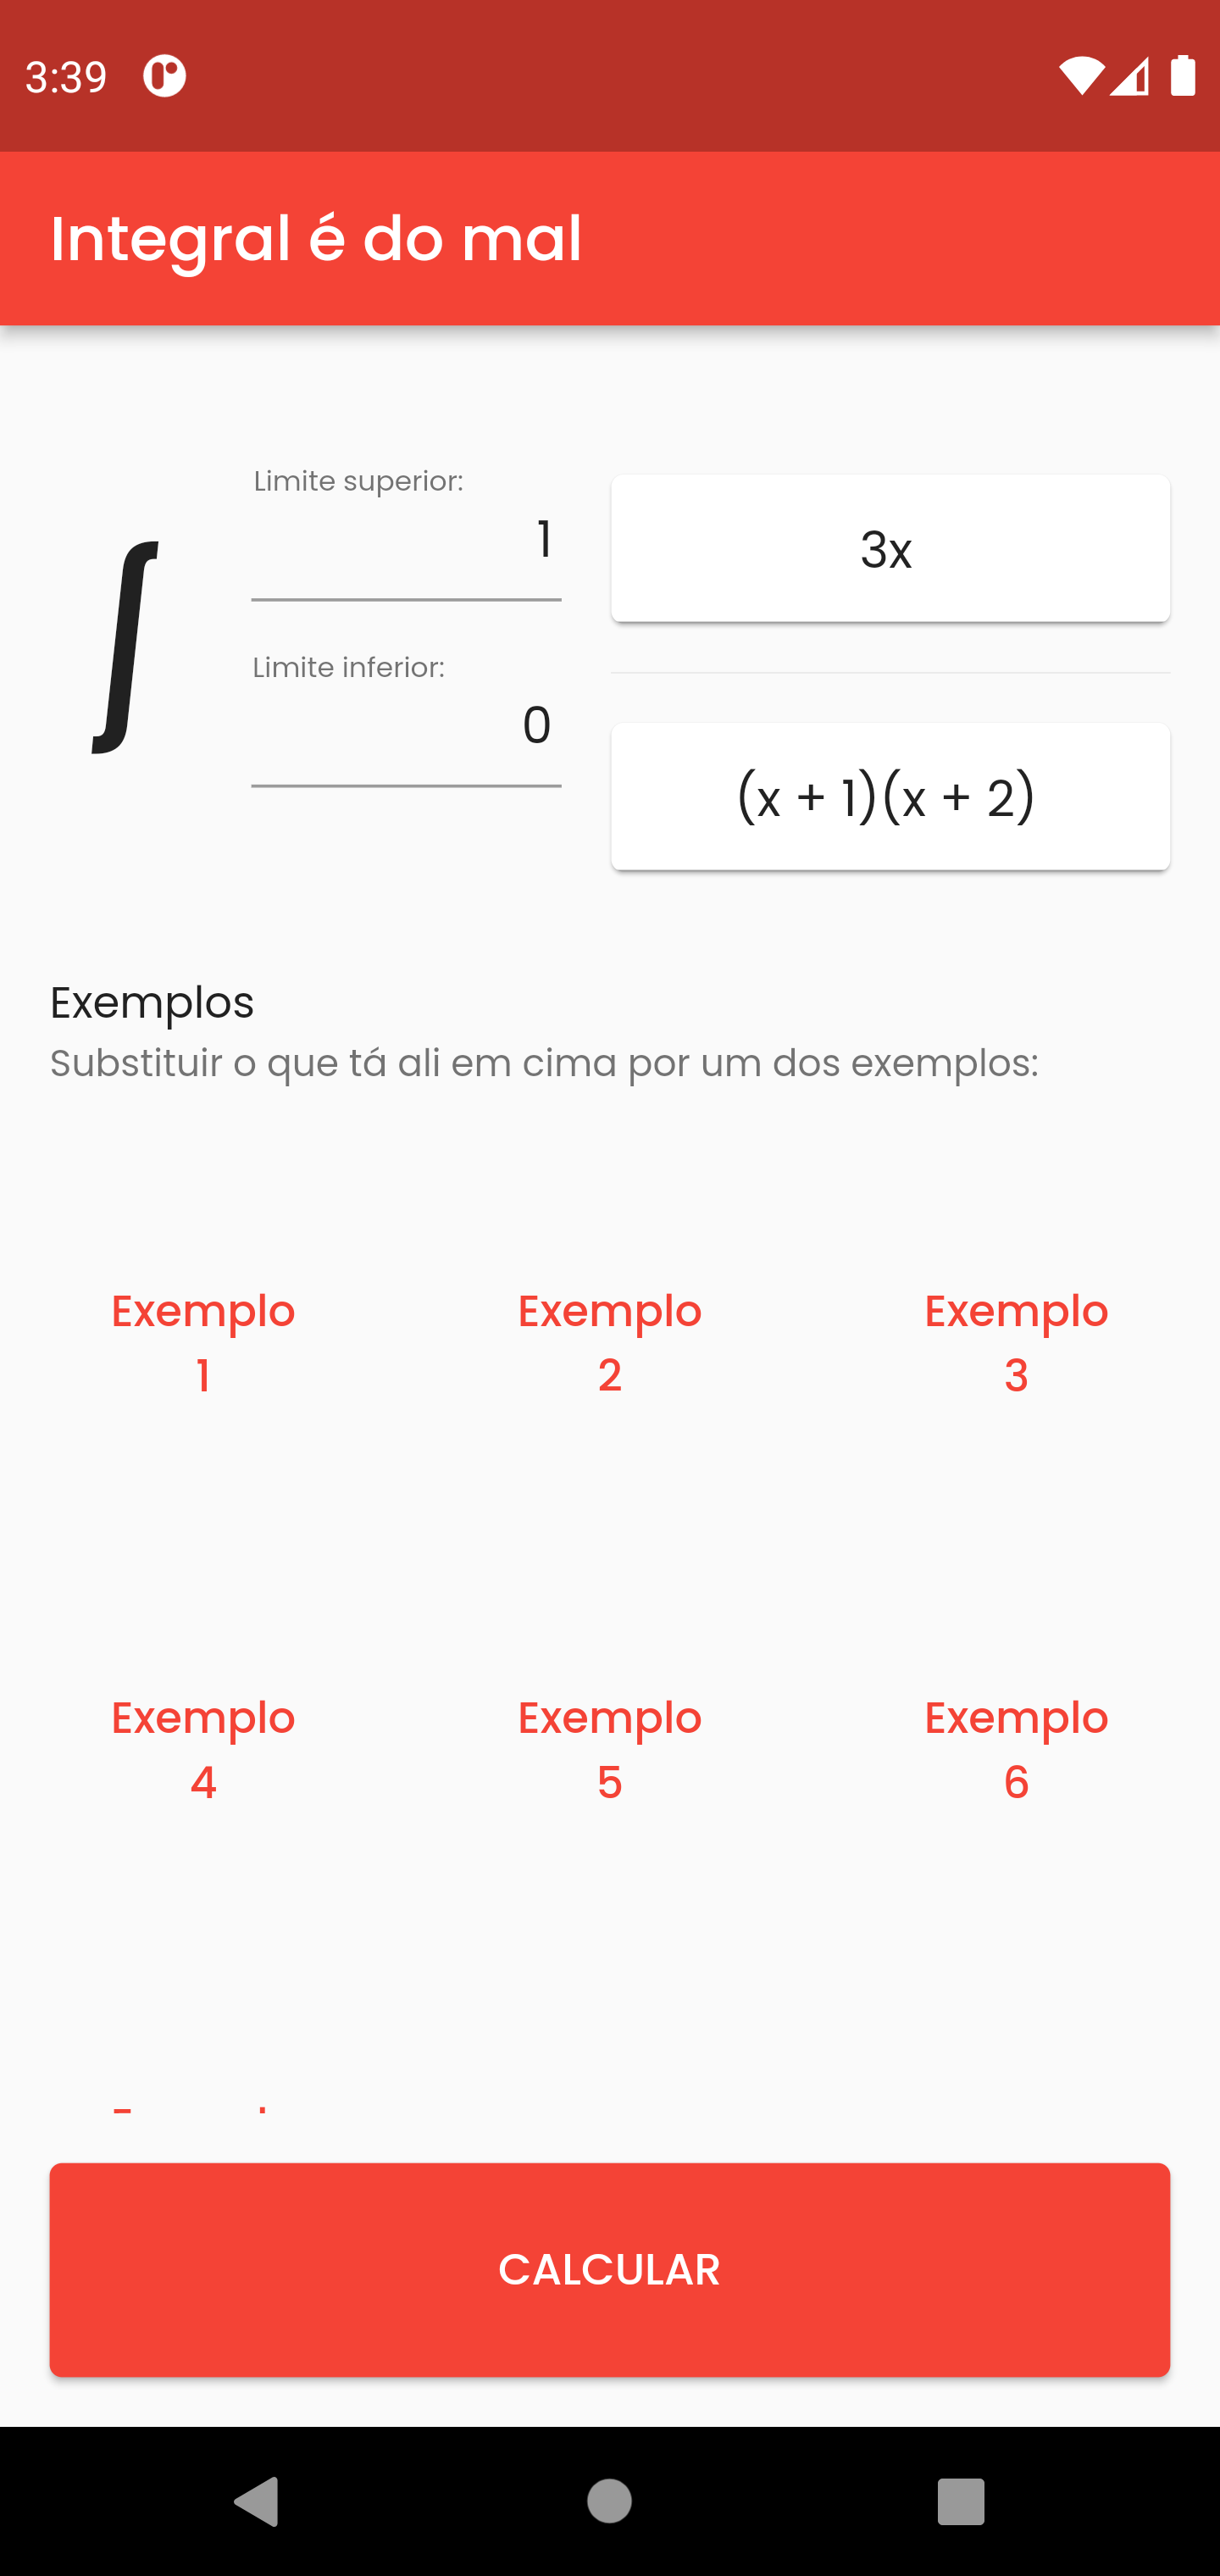 3:39
Integral é do mal
∫
Limite superior:
1
Limite inferior:
0
3x
(x + 1)(x + 2)
Exemplos
Substituir o que tá ali em cima por um dos exemplos:
Exemplo
1
Exemplo
2
Exemplo
3
Exemplo
4
Exemplo
5
Exemplo
6
CALCULAR